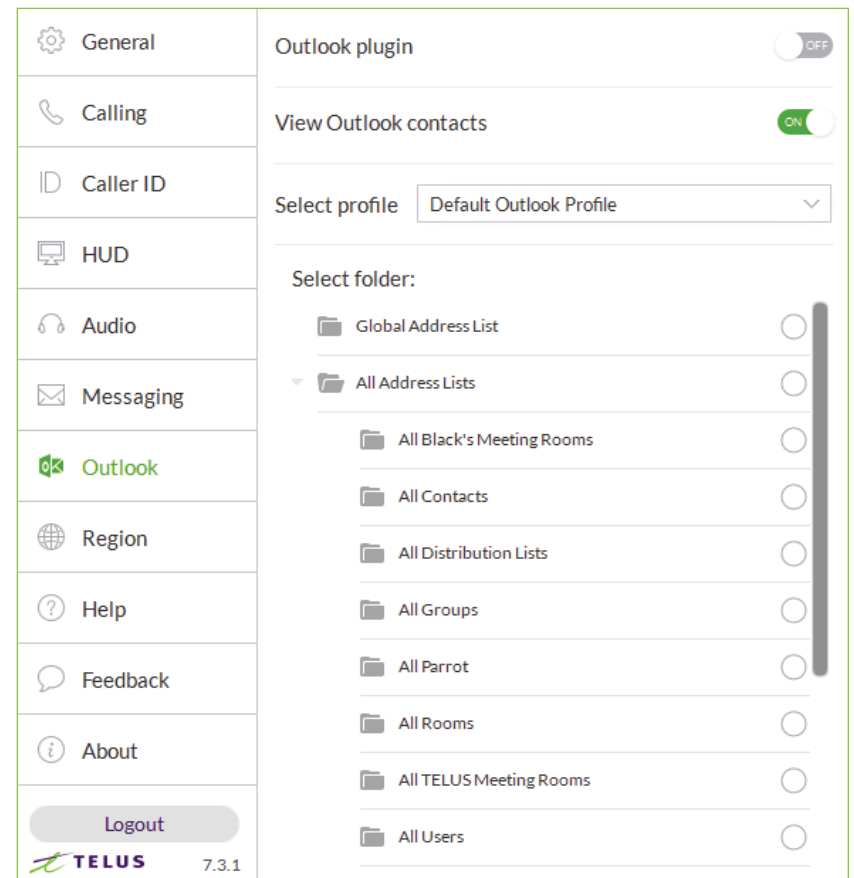 General
Calling
ID
Caller ID
HUD
Audio
Messaging
Outlook
Region
?
Help
Feedback
i
About
Logout
TELUS
7.3.1
Outlook plugin
OFF
View Outlook contacts
ON
Select profile
Default Outlook Profile
Select folder:
Global Address List
All Address Lists
All Black's Meeting Rooms
All Contacts
All Distribution Lists
All Groups
All Parrot
All Rooms
All TELUS Meeting Rooms
All Users